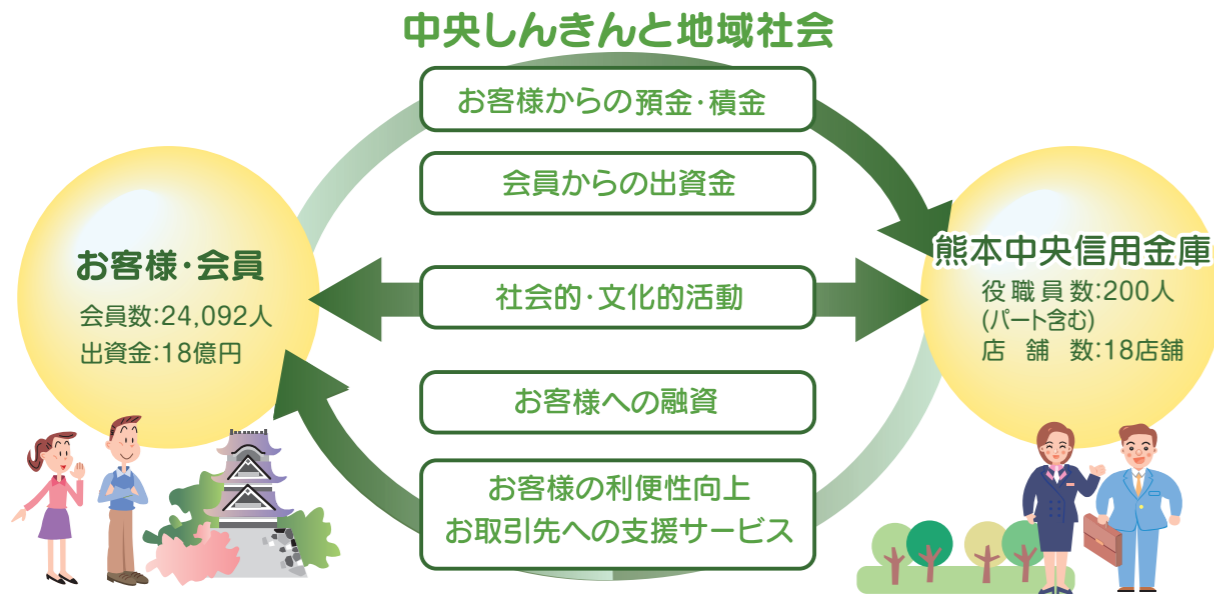 中央しんきんと地域社会
お客様からの預金・積金
会員からの出資金
社会的・文化的活動
お客様への融資
お客様の利便性向上
お取引先への支援サービス
お客様・会員
会員数:24,092人
出資金:18億円
熊本中央信用金庫
役職員数:200人
(パート含む)
店舗数:18店舗